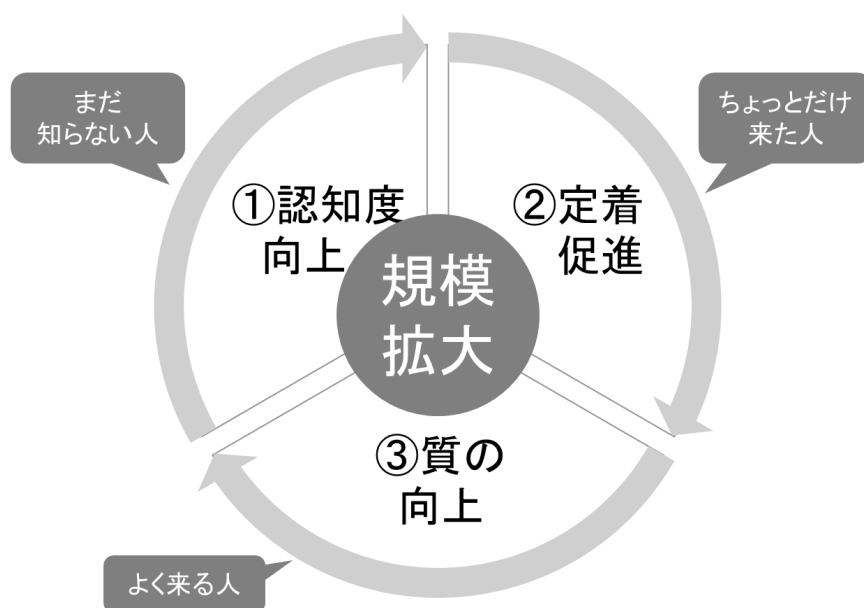 まだ
知らない人
ちょっとだけ
来た人
①認知度
向上
②定着
促進
規模
拡大
③質の
向上
よく来る人